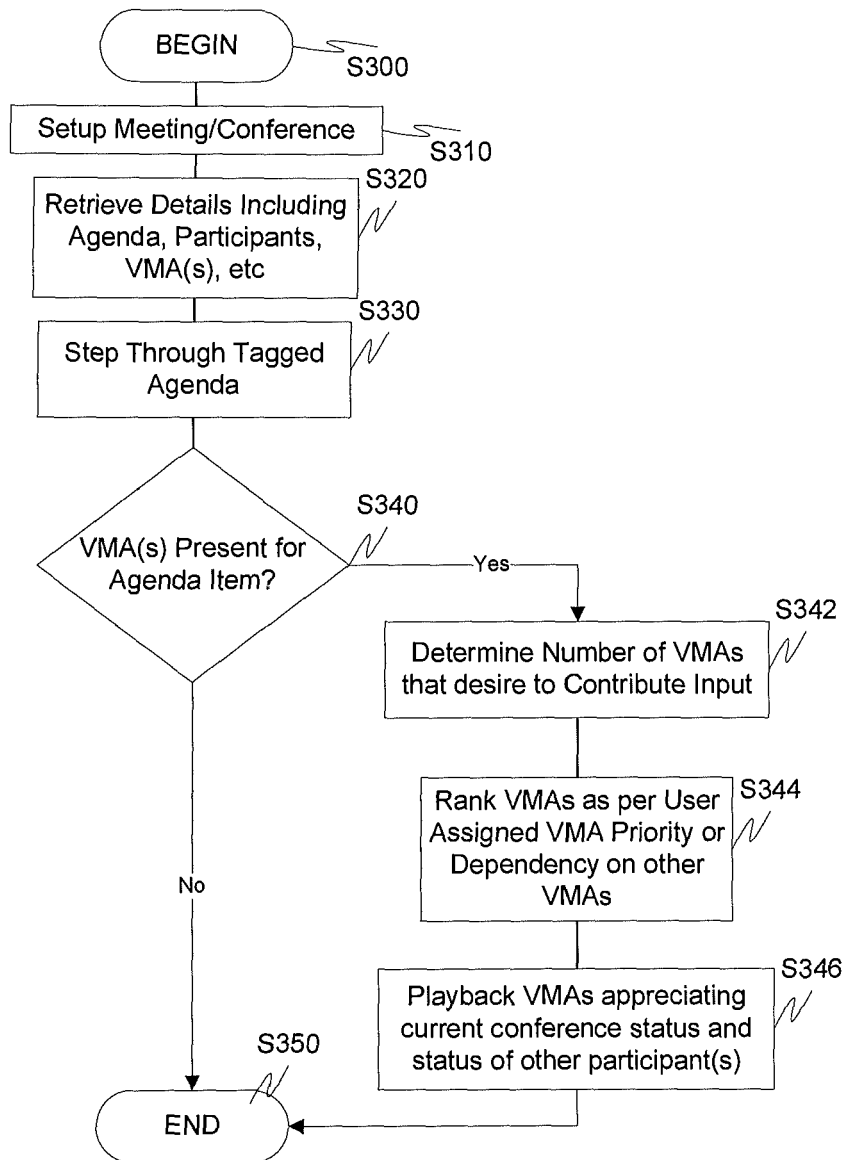 BEGIN
S300
Setup Meeting/Conference
S310
S320
Retrieve Details Including
Agenda, Participants,
VMA(s), etc
S330
Step Through Tagged
Agenda
S340
VMA(s) Present for
Agenda Item?
Yes
S342
Determine Number of VMAs
that desire to Contribute Input
S344
Rank VMAs as per User
Assigned VMA Priority or
Dependency on other
VMAs
No
S346
Playback VMAs appreciating
current conference status and
status of other participant(s)
S350
END